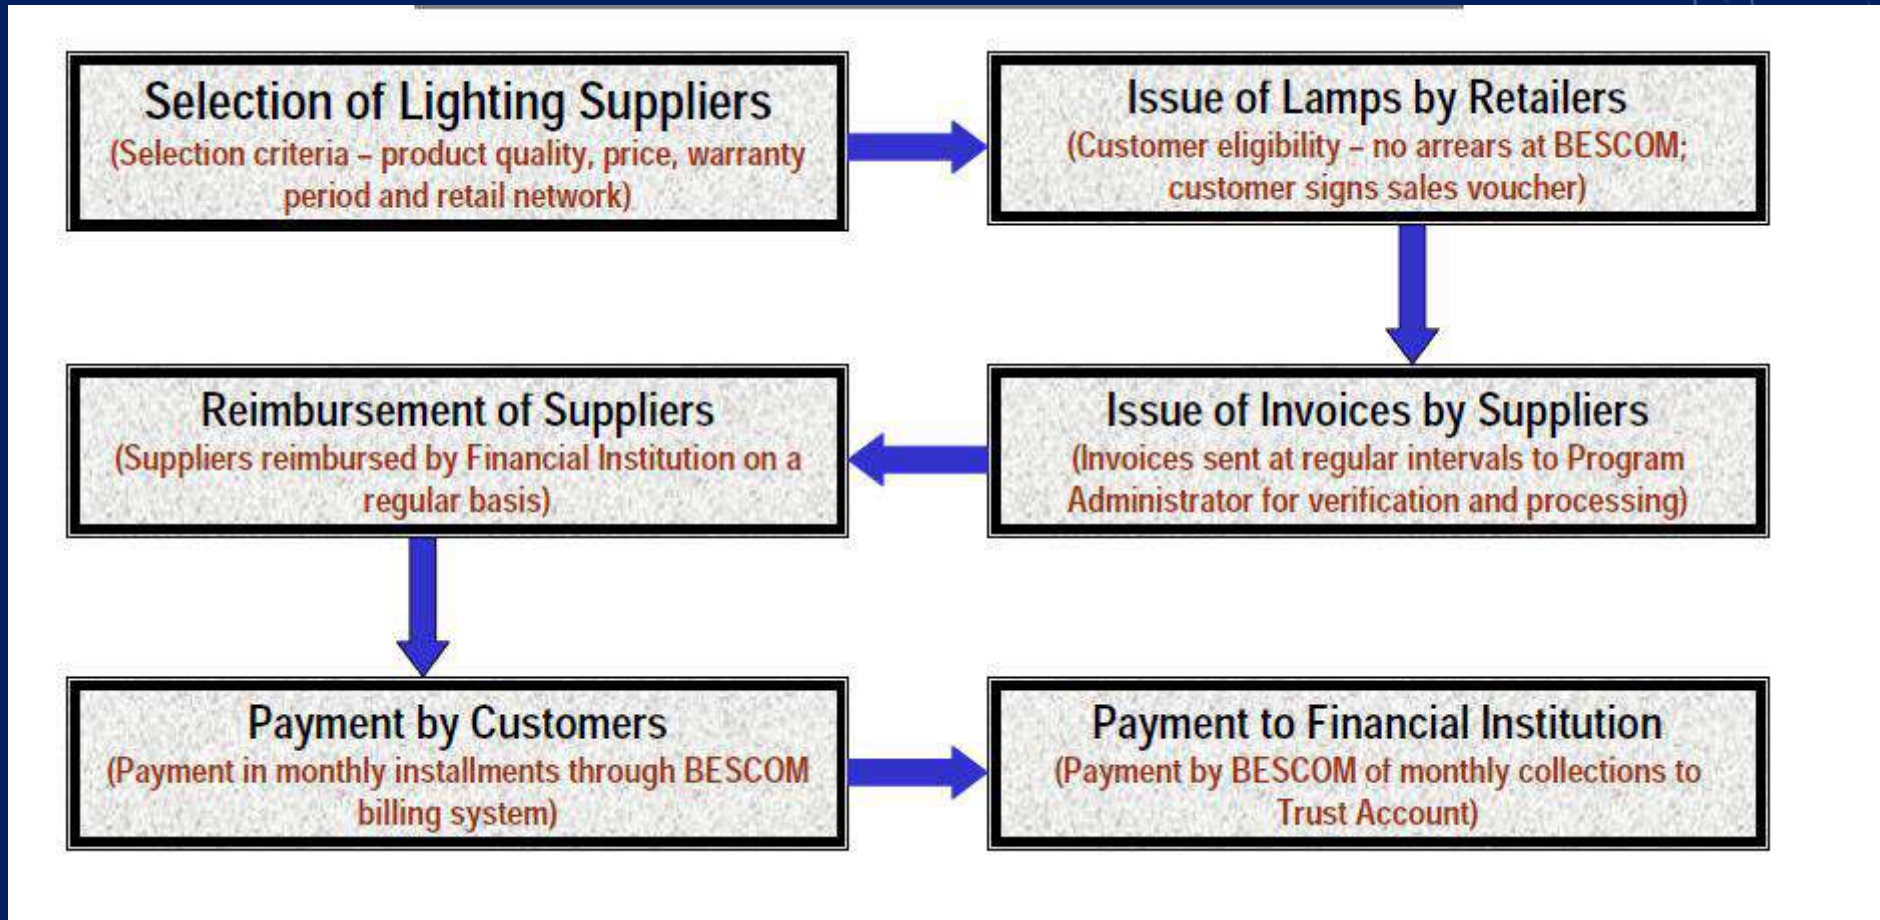 Selection of Lighting Suppliers
(Selection criteria – product quality, price, warranty
period and retail network)
Issue of Lamps by Retailers
(Customer eligibility – no arrears at BESCOM;
customer signs sales voucher)
Issue of Invoices by Suppliers
(Invoices sent at regular intervals to Program
Administrator for verification and processing)
Reimbursement of Suppliers
(Suppliers reimbursed by Financial Institution on a
regular basis)
Payment by Customers
(Payment in monthly installments through BESCOM
billing system)
Payment to Financial Institution
(Payment by BESCOM of monthly collections to
Trust Account)